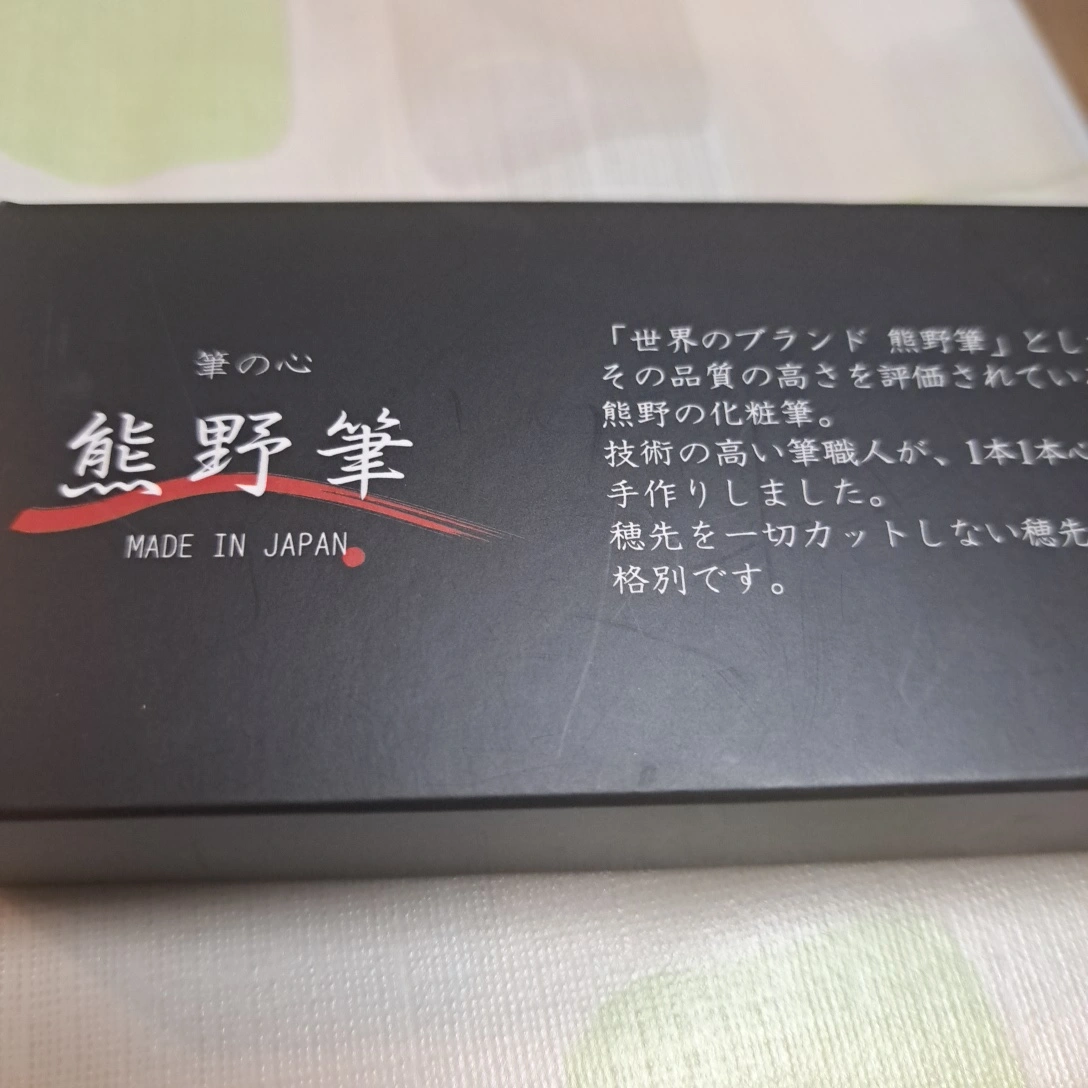 筆の心
熊野筆
MADE IN JAPAN
「世界のブランド 熊野筆」とし
その品質の高さを評価されてい
熊野の化粧筆。
技術の高い筆職人が、1本1本心
手作りしました。
穂先を一切カットしない穂先
格別です。